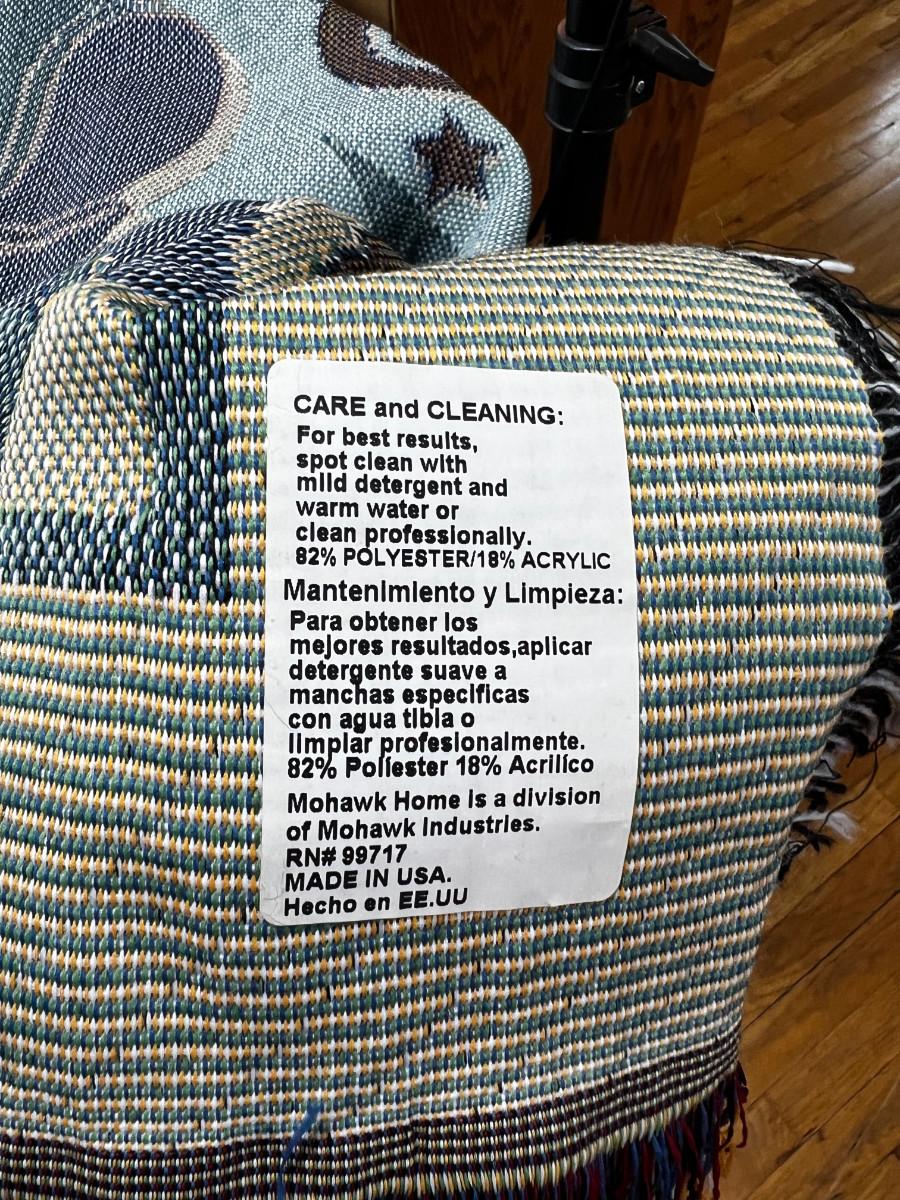 CARE and CLEANING:
For best results,
spot clean with
mild detergent and
warm water or
clean professionally.
82% POLYESTER/18% ACRYLIC
Mantenimiento y Limpieza:
Para obtener los
mejores resultados,aplicar
detergente suave a
manchas especificas
con agua tibla o
limpiar profesionalmente.
82% Poliester 18% Acrilico
Mohawk Home is a division
of Mohawk Industries.
RN# 99717
MADE IN USA.
Hecho en EE.UU